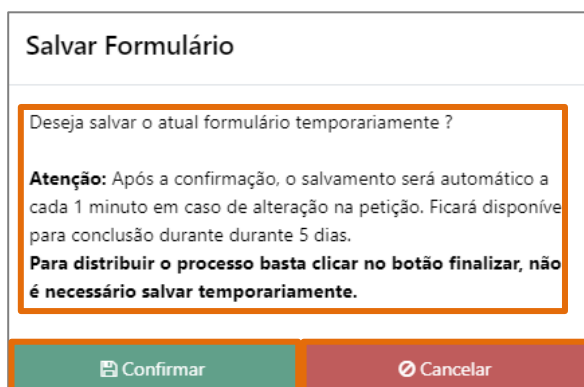 Salvar Formulário
Deseja salvar o atual formulário temporariamente ?
Atenção: Após a confirmação, o salvamento será automático a
cada 1 minuto em caso de alteração na petição. Ficará disponíve
para conclusão durante durante 5 dias.
Para distribuir o processo basta clicar no botão finalizar, não
é necessário salvar temporariamente.
Confirmar
Cancelar